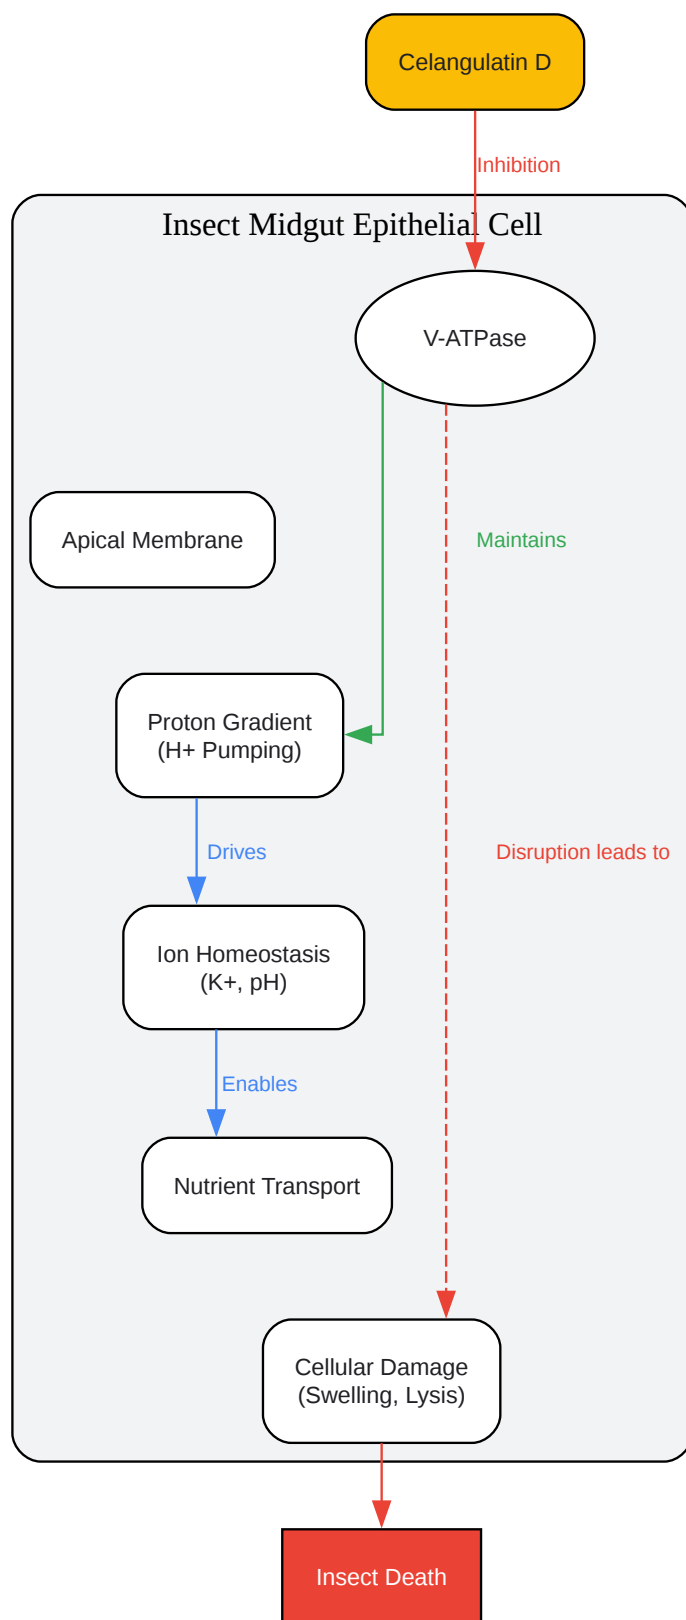 Celangulatin D
Inhibition
Insect Midgut Epithelial Cell
V-ATPase
Apical Membrane
Maintains
Proton Gradient
(H+ Pumping)
Drives
Disruption leads to
Ion Homeostasis
(K+, pH)
Enables
Nutrient Transport
Cellular Damage
(Swelling, Lysis)
Insect Death